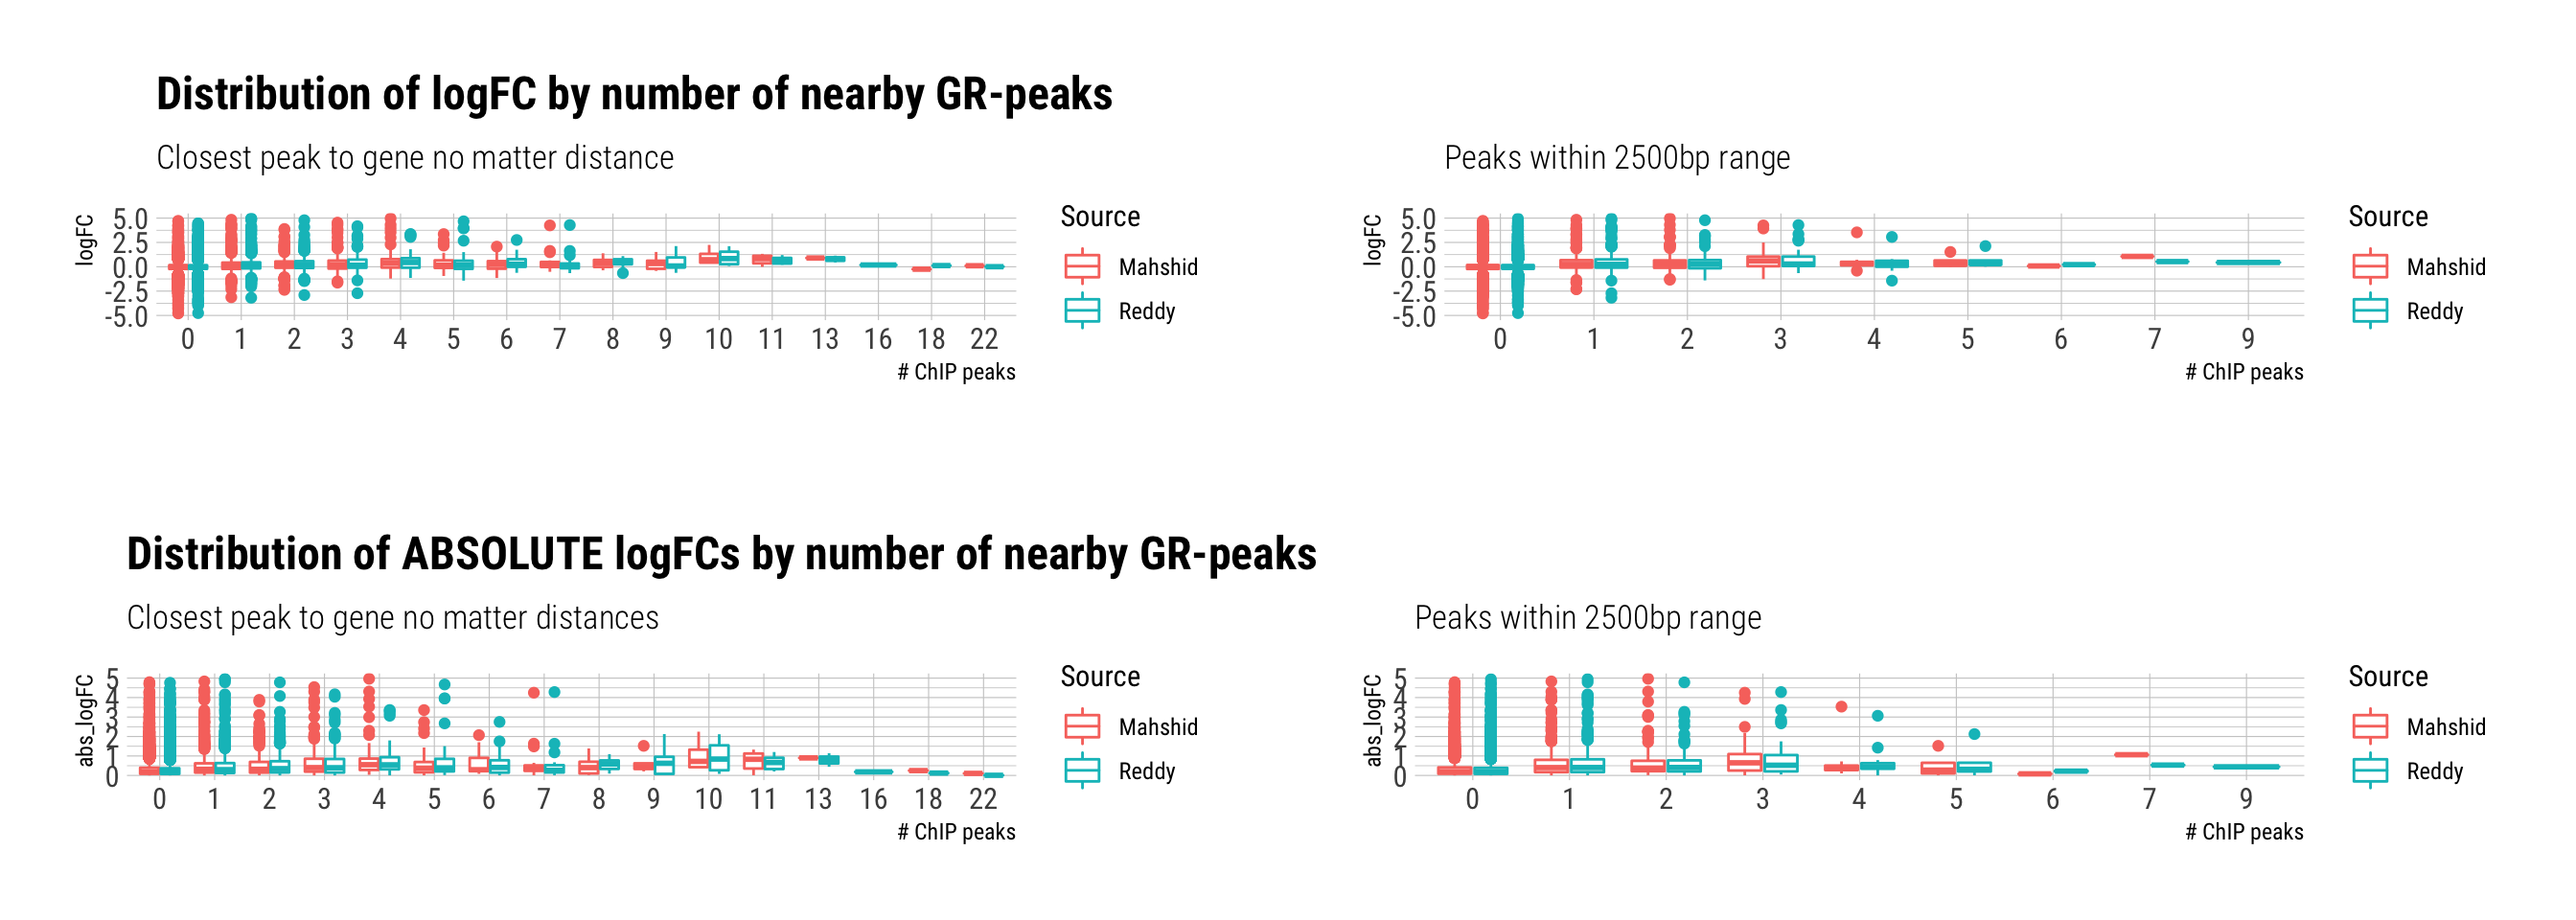 Distribution of logFC by number of nearby GR-peaks
Closest peak to gene no matter distance
Peaks within 2500bp range
logFC
5.0
2.5
0.0
-2.5
-5.0
0 1 2 3 4 5 6 7 8 9 10 11 13 16 18 22
# ChIP peaks
Source
Mahshid
Reddy
logFC
5.0
2.5
0.0
-2.5
-5.0
0 1 2 3 4 5 6 7 9
# ChIP peaks
Source
Mahshid
Reddy
Distribution of ABSOLUTE logFCs by number of nearby GR-peaks
Closest peak to gene no matter distances
Peaks within 2500bp range
abs_logFC
5
4
3
2
1
0
0 1 2 3 4 5 6 7 8 9 10 11 13 16 18 22
# ChIP peaks
Source
Mahshid
Reddy
abs_logFC
5
4
3
2
1
0
0 1 2 3 4 5 6 7 9
# ChIP peaks
Source
Mahshid
Reddy